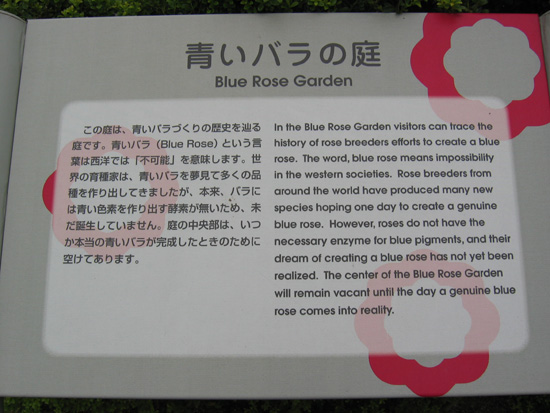 青いバラの庭
Blue Rose Garden
この庭は、青いバラづくりの歴史を辿る
庭です。青いバラ（Blue Rose）という言
葉は西洋では「不可能」を意味します。世
界の育種家は、青いバラを夢見て多くの品
種を作り出してきましたが、本来、バラに
は青い色素を作り出す酵素が無いため、未
だ誕生していません。庭の中央部は、いつ
か本当の青いバラが完成したときのために
空けてあります。
In the Blue Rose Garden visitors can trace the
history of rose breeders efforts to create a blue
rose. The word, blue rose means impossibility
in the western societies. Rose breeders from
around the world have produced many new
species hoping one day to create a genuine
blue rose. However, roses do not have the
necessary enzyme for blue pigments, and their
dream of creating a blue rose has not yet been
realized. The center of the Blue Rose Garden
will remain vacant until the day a genuine blue
rose comes into reality.